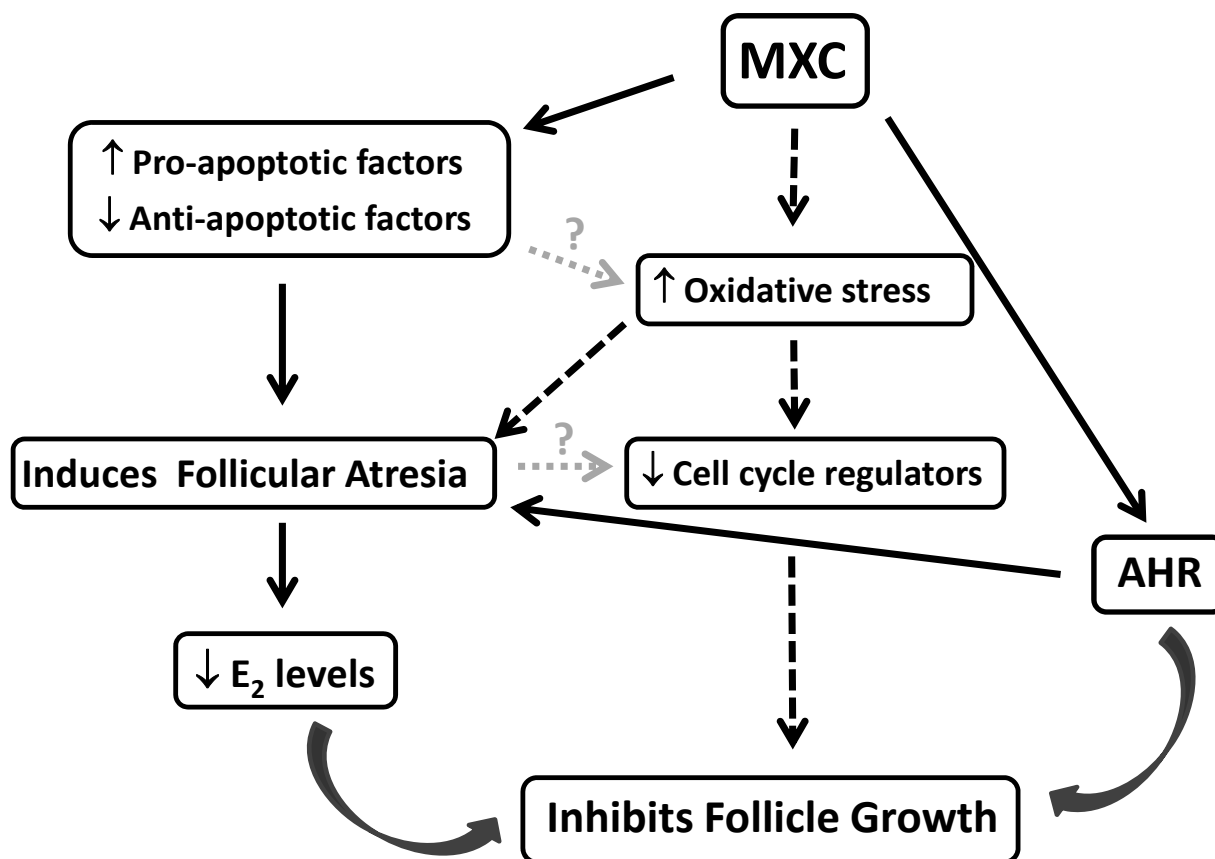 MXC
↑ Pro-apoptotic factors
↓ Anti-apoptotic factors
?
↑ Oxidative stress
?
Induces Follicular Atresia
↓ Cell cycle regulators
AHR
↓ E₂ levels
Inhibits Follicle Growth